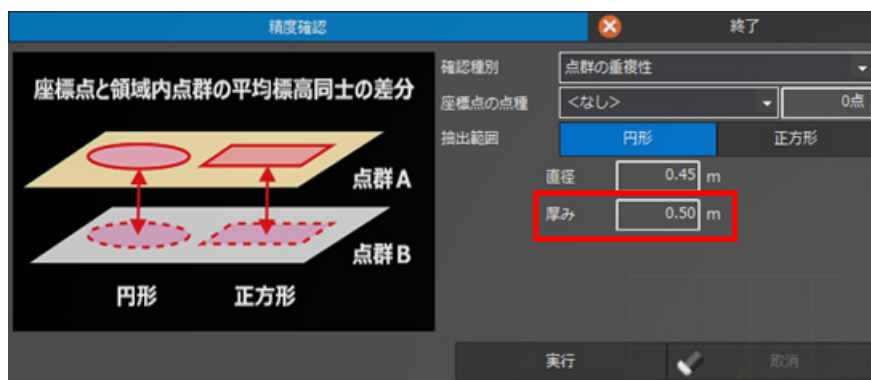 精度確認
終了
座標点と領域内点群の平均標高同士の差分
点群A
点群B
円形 正方形
確認種別 点群の重複性
座標点の点種 <なし> 0点
抽出範囲 円形 正方形
直径 0.45 m
厚み 0.50 m
実行 取消